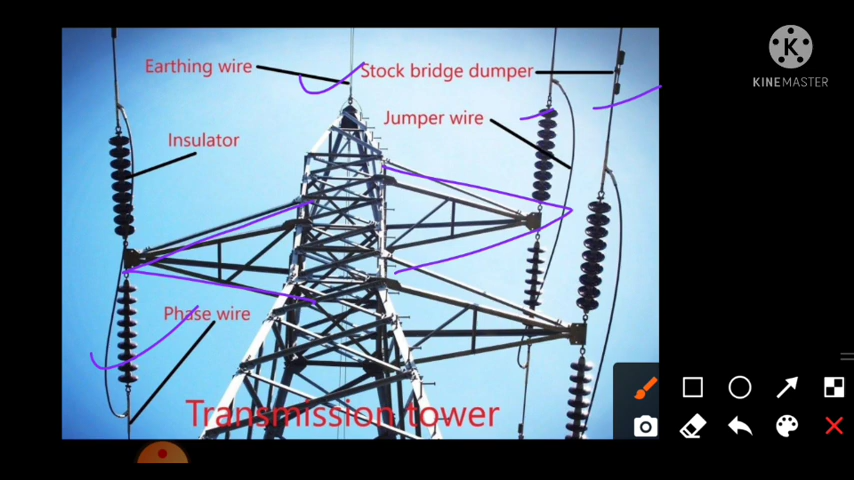 KINEMASTER
Earthing wire
Stock bridge dumper
Jumper wire
Insulator
Phase wire
Transmission tower